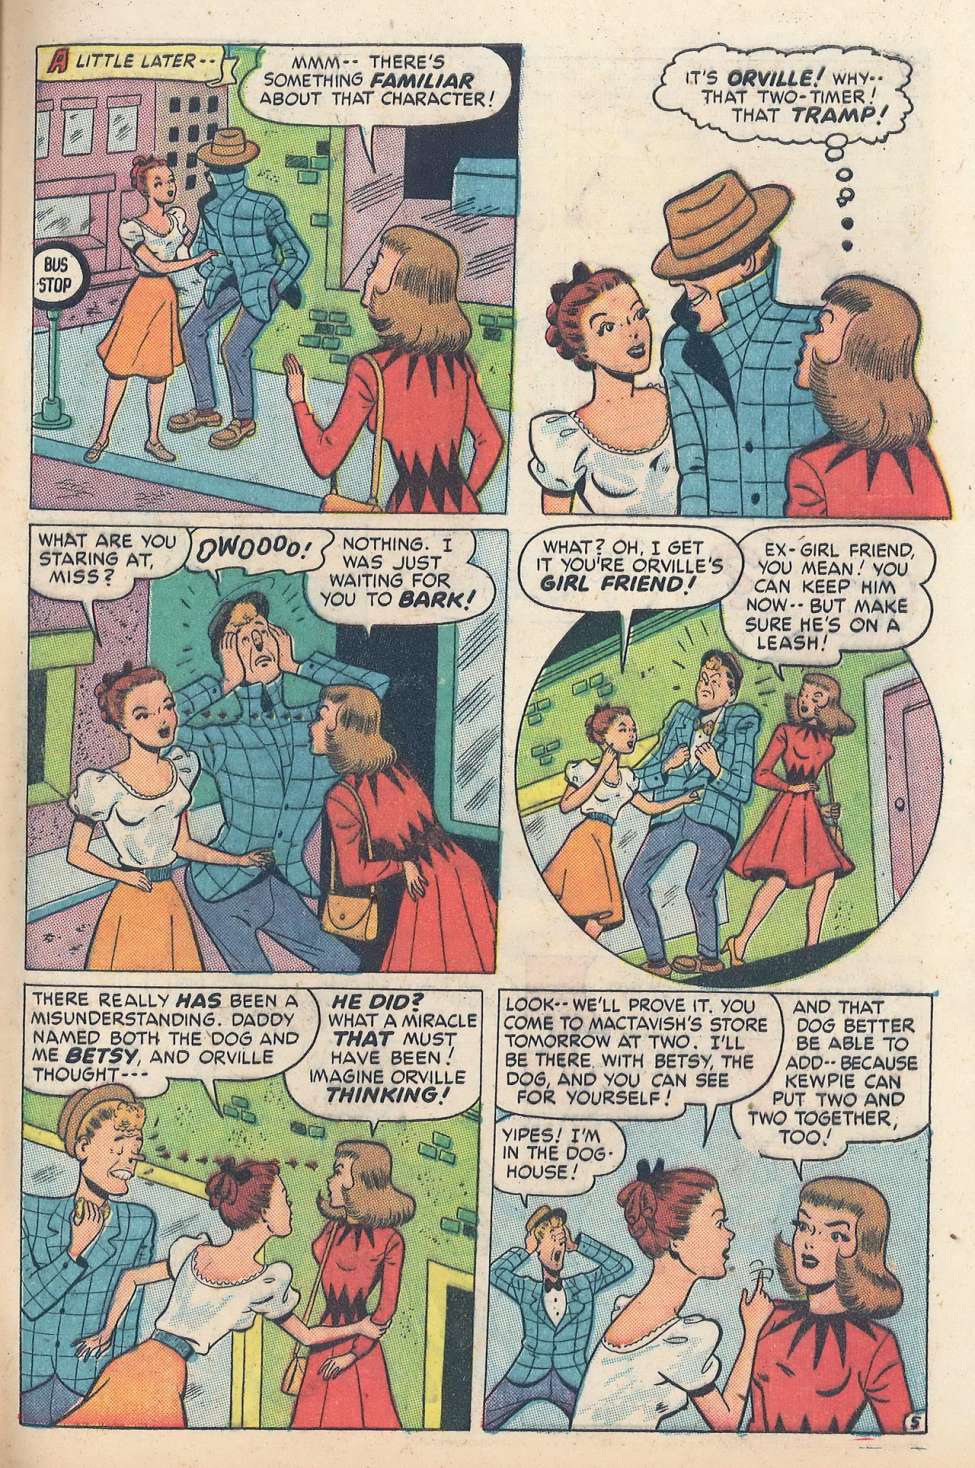 A LITTLE LATER--
MMM-- THERE'S
SOMETHING FAMILIAR
ABOUT THAT CHARACTER!
BUS
STOP
IT'S ORVILLE! WHY--
THAT TWO-TIMER!
THAT TRAMP!
WHAT ARE YOU
STARING AT,
MISS?
OWOOOO!
NOTHING. I
WAS JUST
WAITING FOR
YOU TO BARK!
WHAT? OH, I GET
IT YOU'RE ORVILLE'S
GIRL FRIEND!
EX-GIRL FRIEND,
YOU MEAN! YOU
CAN KEEP HIM
NOW-- BUT MAKE
SURE HE'S ON A
LEASH!
THERE REALLY HAS BEEN A
MISUNDERSTANDING. DADDY
NAMED BOTH THE DOG AND
ME BETSY, AND ORVILLE
THOUGHT---
HE DID?
WHAT A MIRACLE
THAT MUST
HAVE BEEN!
IMAGINE ORVILLE
THINKING!
LOOK-- WE'LL PROVE IT. YOU
COME TO MACTAVISH'S STORE
TOMORROW AT TWO. I'LL
BE THERE WITH BETSY, THE
DOG, AND YOU CAN SEE
FOR YOURSELF!
YIPES! I'M
IN THE DOG-
HOUSE!
AND THAT
DOG BETTER
BE ABLE TO
ADD-- BECAUSE
KEWPIE CAN
PUT TWO AND
TWO TOGETHER,
TOO!
5